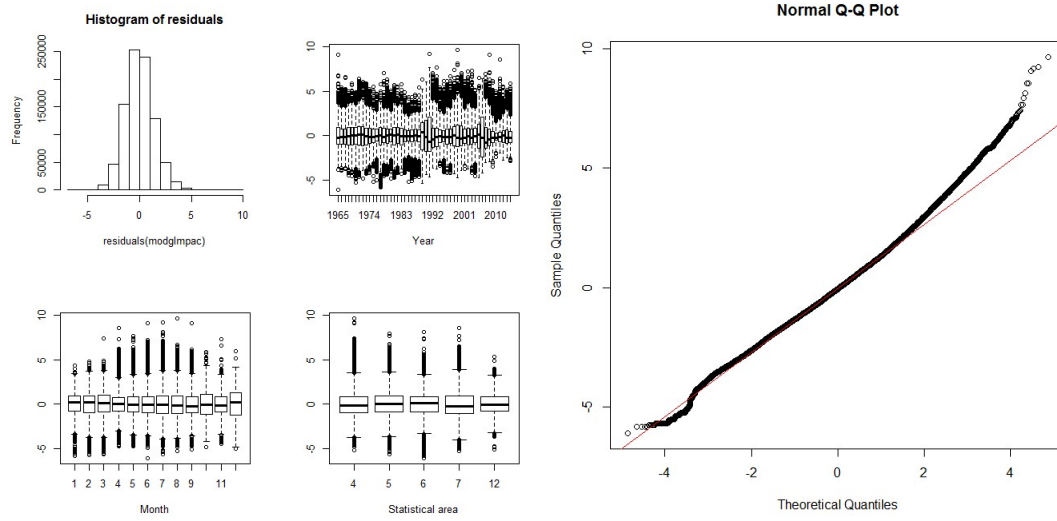 Histogram of residuals
Frequency
0 50000 150000 250000
-5 0 5 10
residuals(modglmpac)
-5 0 5 10
1965 1974 1983 1992 2001 2010
Year
-5 0 5 10
1 2 3 4 5 6 7 8 9 11
Month
-5 0 5 10
4 5 6 7 12
Statistical area
Normal Q-Q Plot
Sample Quantiles
-5 0 5 10
-4 -2 0 2 4
Theoretical Quantiles